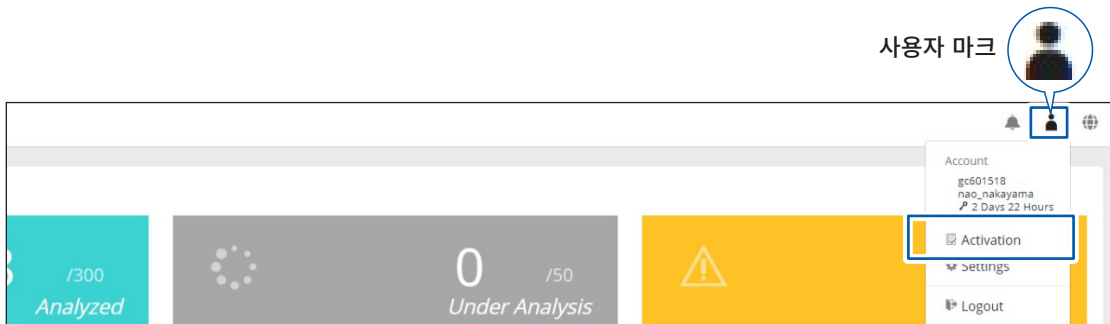 사용자 마크
Account
gc601518
nao_nakayama
2 Days 22 Hours
Activation
Settings
Logout
/300
Analyzed
0 /50
Under Analysis